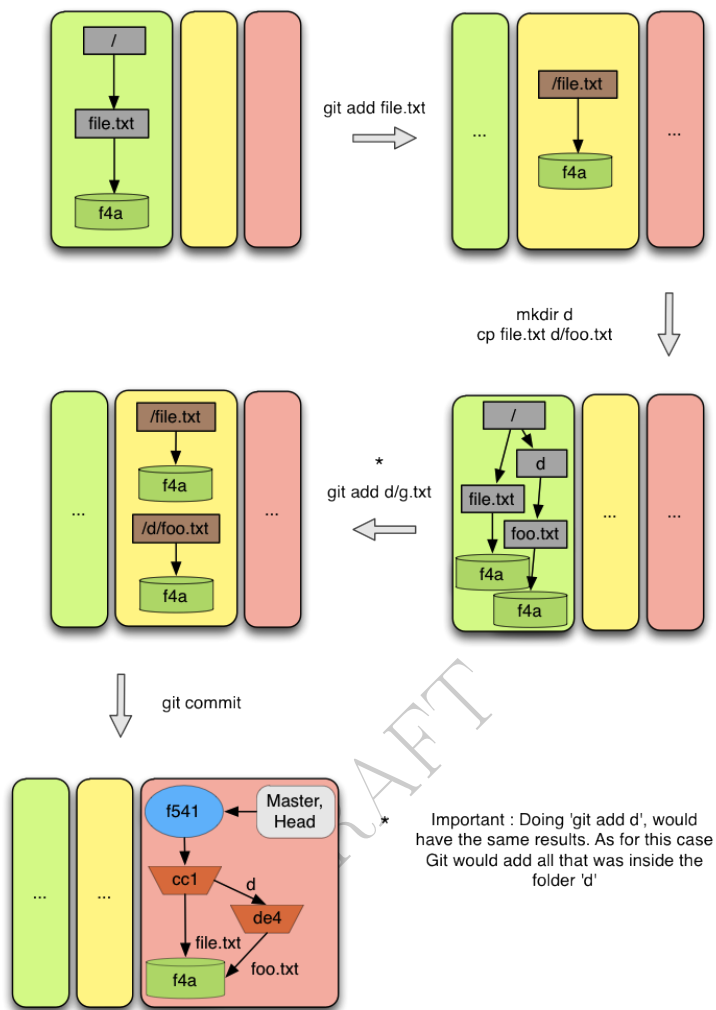 /
file.txt
f4a
git add file.txt
...
/file.txt
f4a
...
mkdir d
cp file.txt d/foo.txt
/
d
file.txt
foo.txt
f4a
f4a
...
...
*
git add d/g.txt
...
/file.txt
f4a
/d/foo.txt
f4a
...
git commit
...
...
f541
Master,
Head
cc1
d
de4
file.txt
foo.txt
f4a
* Important : Doing 'git add d', would
have the same results. As for this case
Git would add all that was inside the
folder 'd'
RAFT